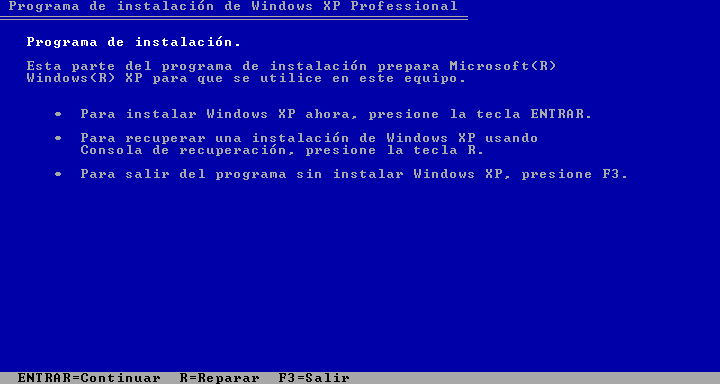 Programa de instalación de Windows XP Professional
Programa de instalación.
Esta parte del programa de instalación prepara Microsoft(R)
Windows(R) XP para que se utilice en este equipo.
• Para instalar Windows XP ahora, presione la tecla ENTRAR.
• Para recuperar una instalación de Windows XP usando
Consola de recuperación, presione la tecla R.
• Para salir del programa sin instalar Windows XP, presione F3.
ENTRAR=Continuar R=Reparar F3=Salir